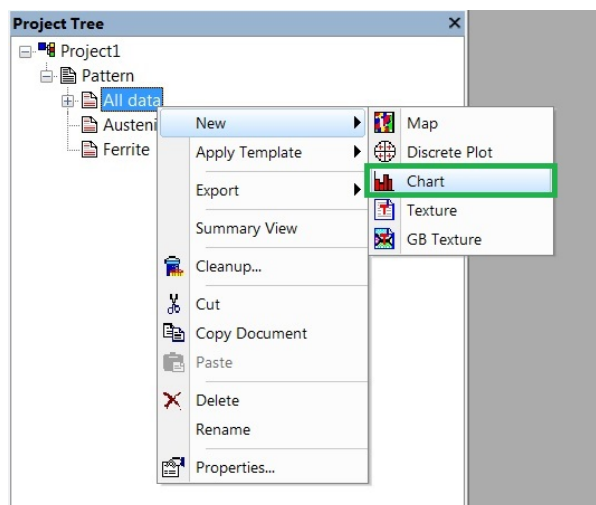 Project Tree
Project1
Pattern
All data
Austeni
Ferrite
New
Apply Template
Export
Summary View
Cleanup...
Cut
Copy Document
Paste
Delete
Rename
Properties...
Map
Discrete Plot
Chart
Texture
GB Texture